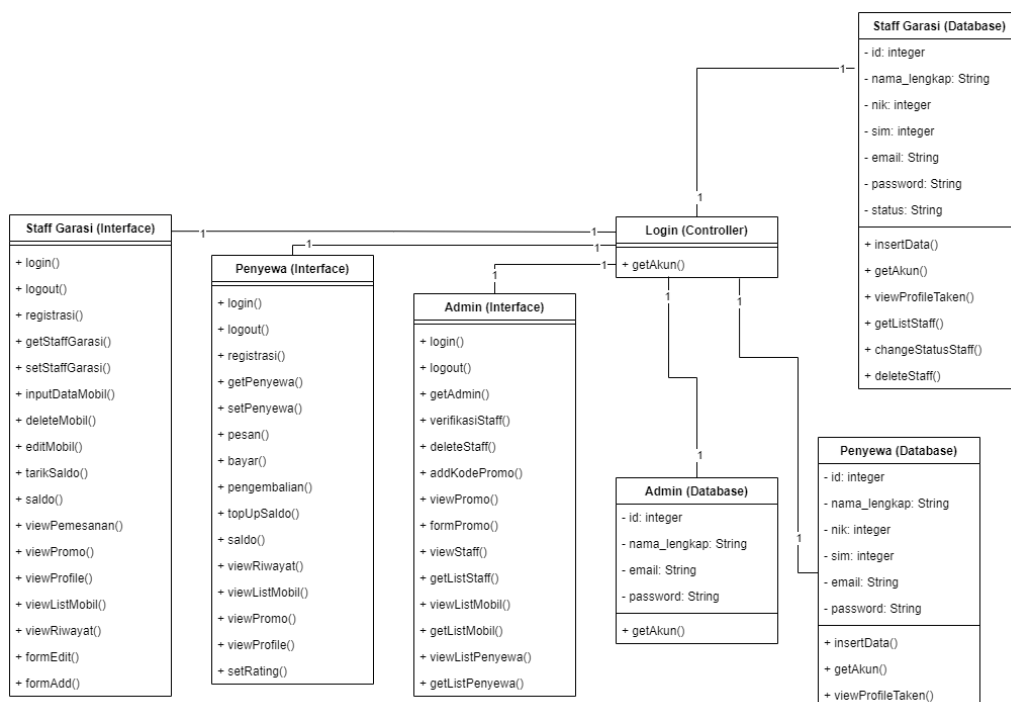 Staff Garasi (Database)
- id: integer
- nama_lengkap: String
- nik: integer
- sim: integer
- email: String
- password: String
- status: String
+ insertData()
+ getAkun()
+ viewProfileTaken()
+ getListStaff()
+ changeStatusStaff()
+ deleteStaff()
1
1
Staff Garasi (Interface)
+ login()
+ logout()
+ registrasi()
+ getStaffGarasi()
+ setStaffGarasi()
+ inputDataMobil()
+ deleteMobil()
+ editMobil()
+ tarikSaldo()
+ saldo()
+ viewPemesanan()
+ viewPromo()
+ viewProfile()
+ viewListMobil()
+ viewRiwayat()
+ formEdit()
+ formAdd()
1
1
Login (Controller)
+ getAkun()
1
1
Penyewa (Interface)
+ login()
+ logout()
+ registrasi()
+ getPenyewa()
+ setPenyewa()
+ pesan()
+ bayar()
+ pengembalian()
+ topUpSaldo()
+ saldo()
+ viewRiwayat()
+ viewListMobil()
+ viewPromo()
+ viewProfile()
+ setRating()
1
1
Admin (Interface)
+ login()
+ logout()
+ getAdmin()
+ verifikasiStaff()
+ deleteStaff()
+ addKodePromo()
+ viewPromo()
+ formPromo()
+ viewStaff()
+ getListStaff()
+ viewListMobil()
+ getListMobil()
+ viewListPenyewa()
+ getListPenyewa()
1
1
Admin (Database)
- id: integer
- nama_lengkap: String
- email: String
- password: String
+ getAkun()
1
1
Penyewa (Database)
- id: integer
- nama_lengkap: String
- nik: integer
- sim: integer
- email: String
- password: String
+ insertData()
+ getAkun()
+ viewProfileTaken()